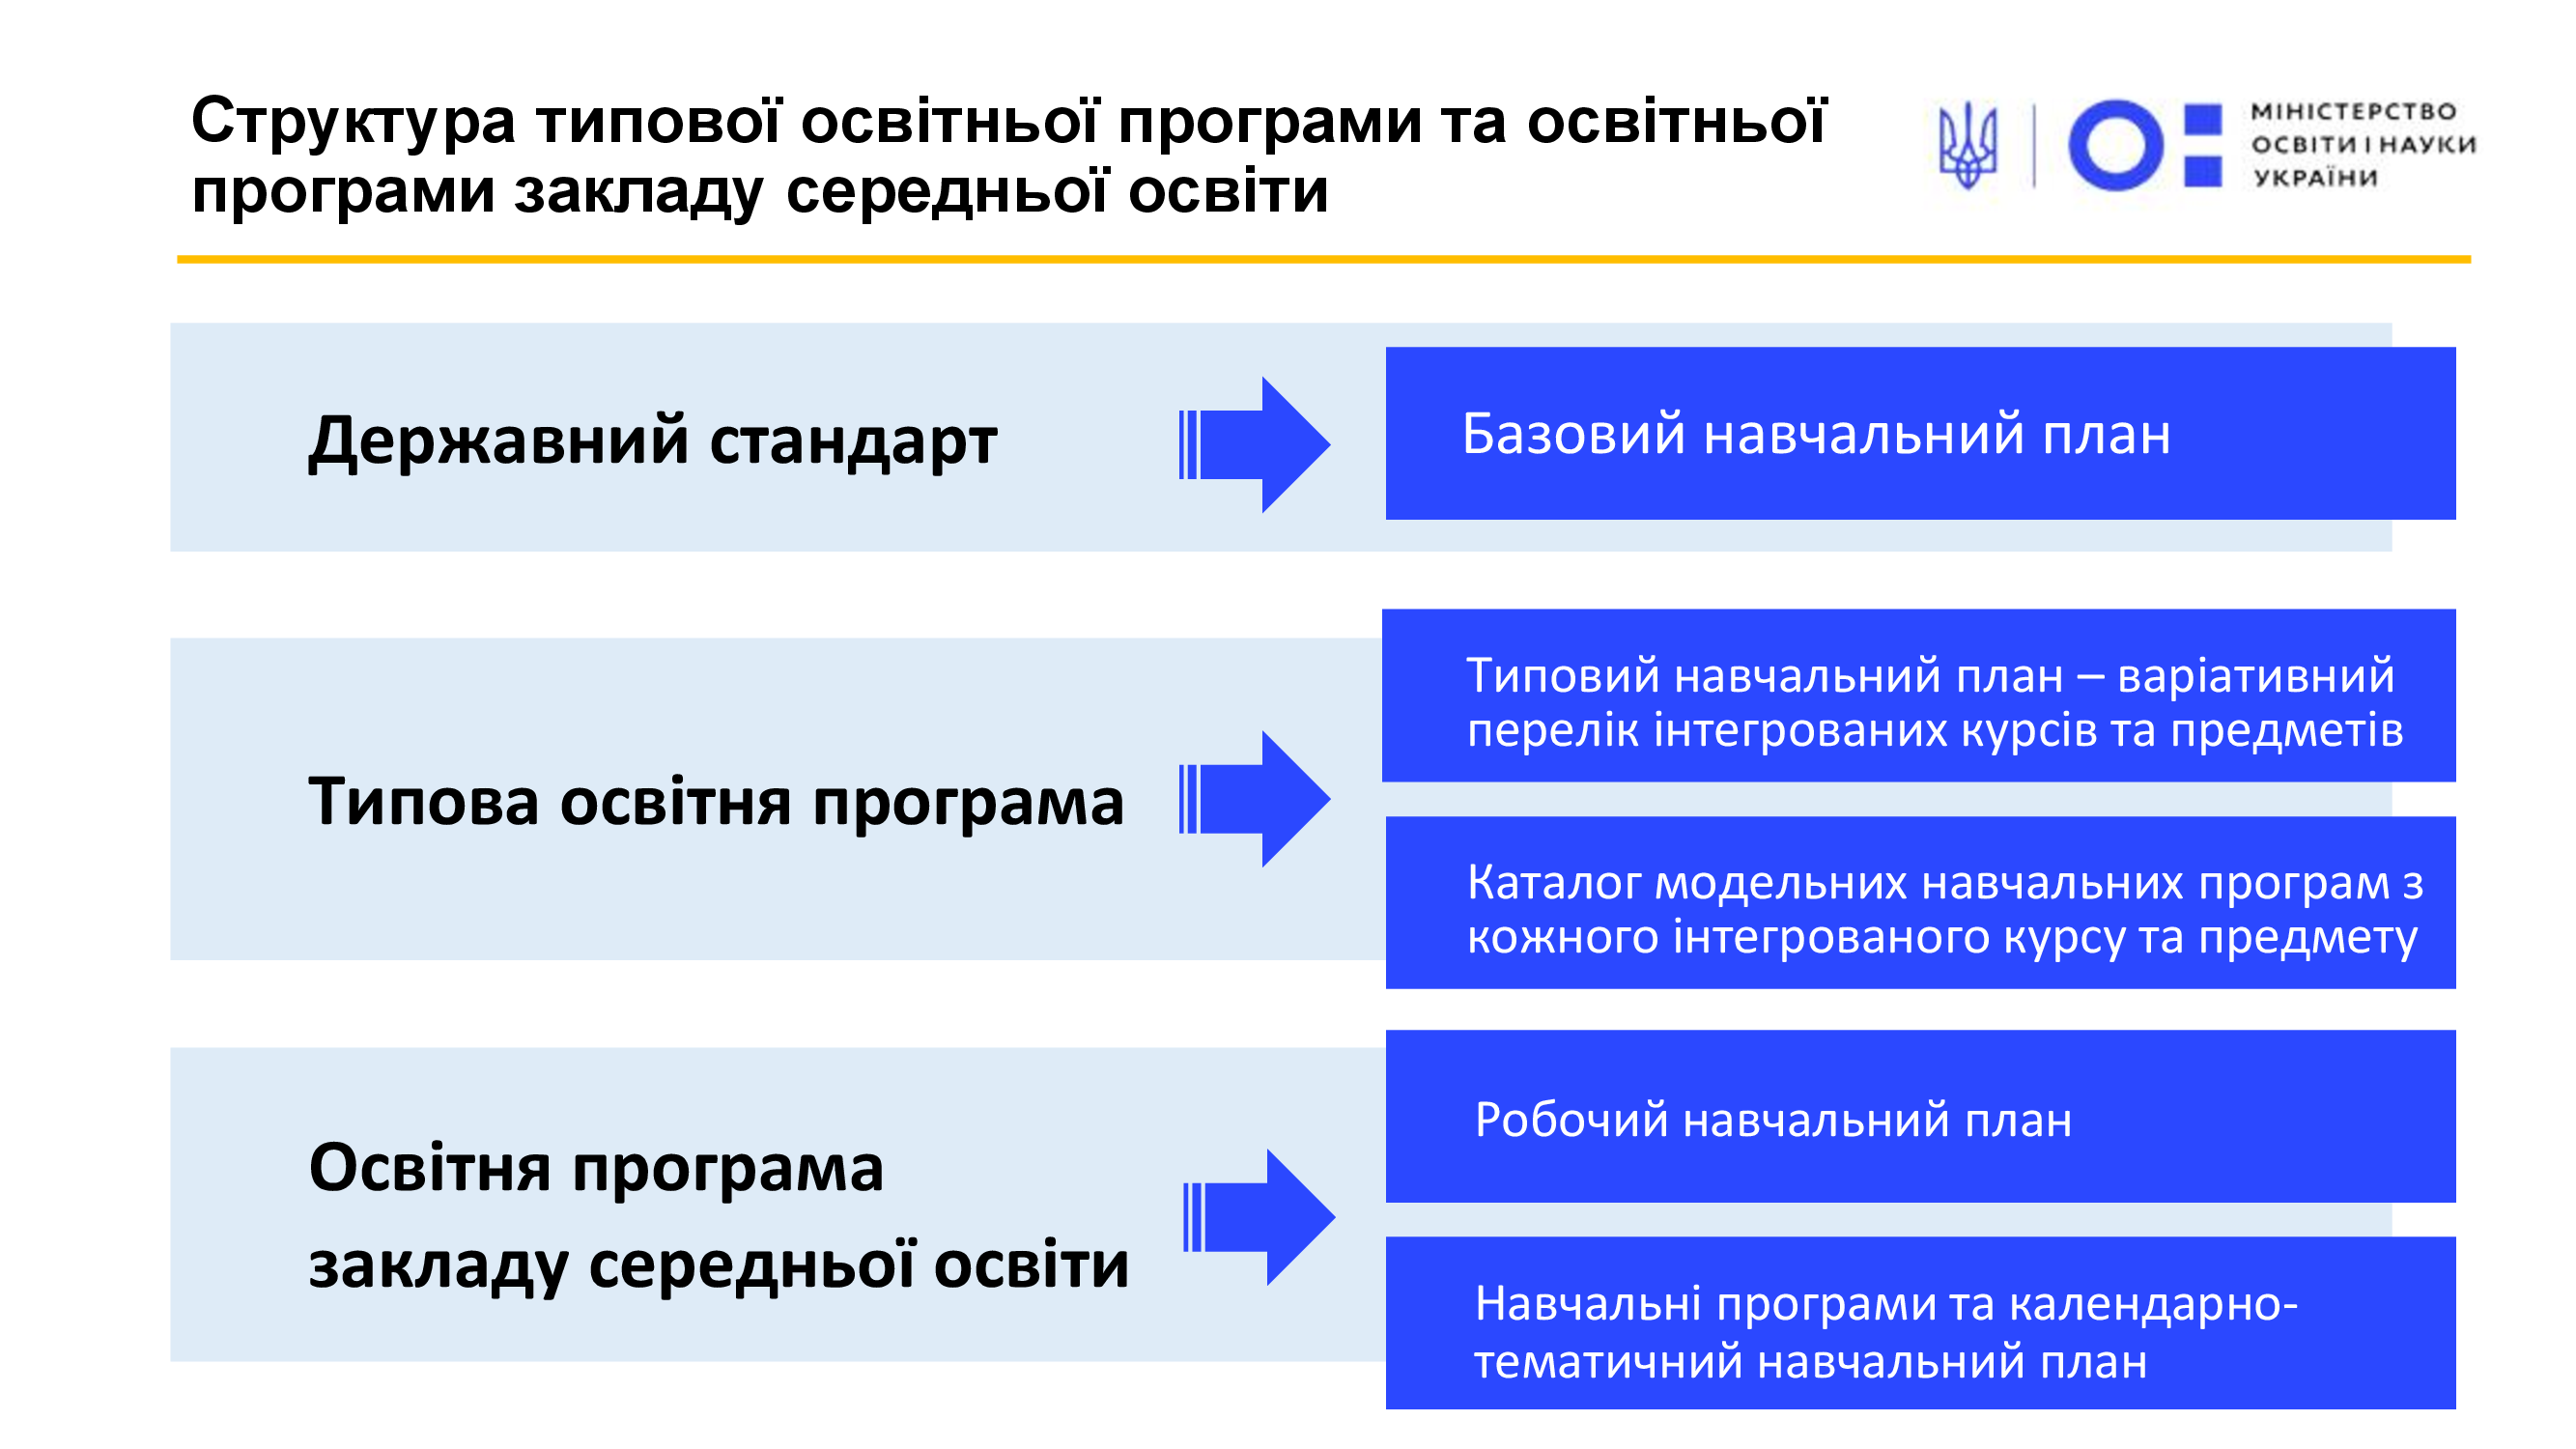 Структура типової освітньої програми та освітньої
програми закладу середньої освіти
МІНІСТЕРСТВО
ОСВІТИ І НАУКИ
УКРАЇНИ
Державний стандарт
Базовий навчальний план
Типова освітня програма
Типовий навчальний план – варіативний
перелік інтегрованих курсів та предметів
Каталог модельних навчальних програм з
кожного інтегрованого курсу та предмету
Освітня програма
закладу середньої освіти
Робочий навчальний план
Навчальні програми та календарно-
тематичний навчальний план